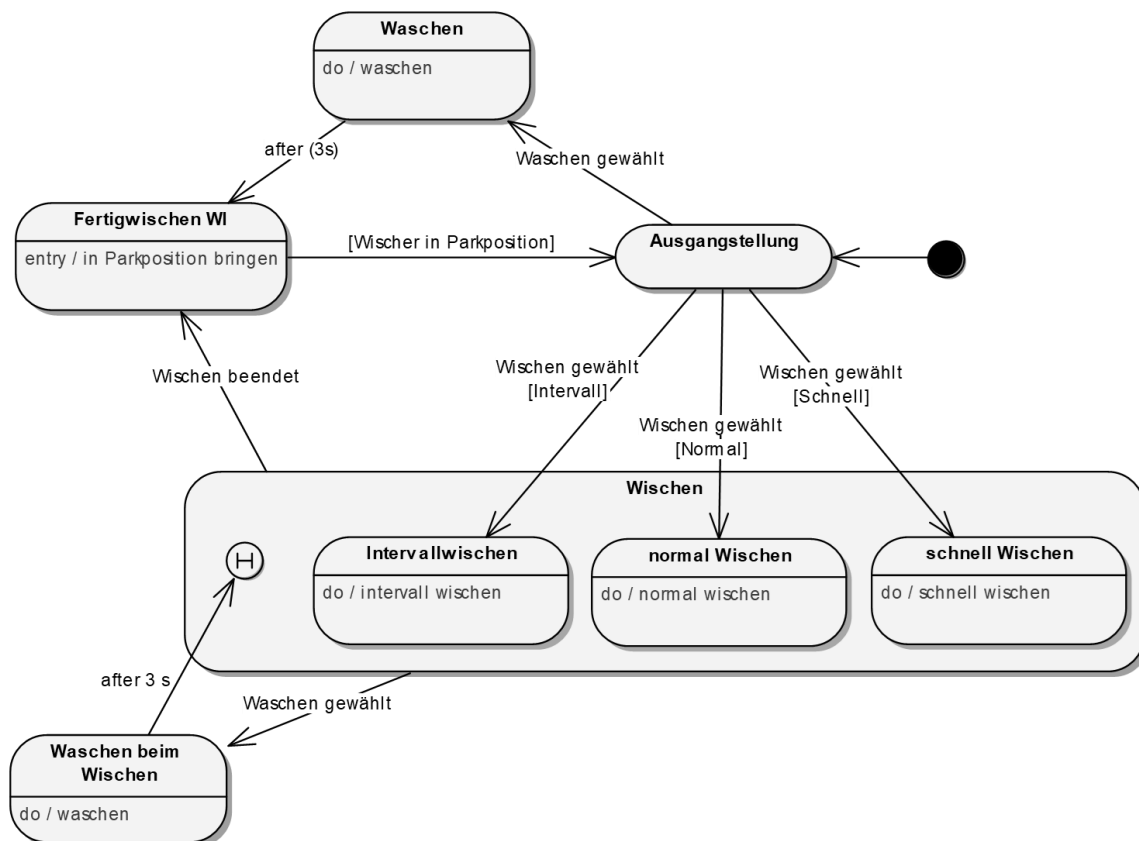 Waschen
do / waschen
after (3s)
Waschen gewählt
Fertigwischen WI
entry / in Parkposition bringen
[Wischer in Parkposition]
Ausgangstellung
Wischen beendet
Wischen gewählt
[Intervall]
Wischen gewählt
[Normal]
Wischen gewählt
[Schnell]
Wischen
H
Intervallwischen
do / intervall wischen
normal Wischen
do / normal wischen
schnell Wischen
do / schnell wischen
after 3 s
Waschen gewählt
Waschen beim
Wischen
do / waschen